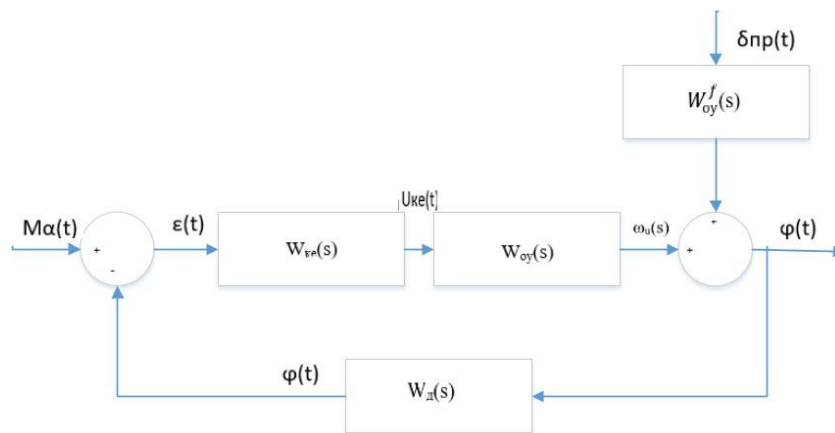 δпр(t)
W^f_оу(s)
Uке(t)
Mα(t)
ε(t)
Wке(s)
Wоу(s)
ωu(s)
φ(t)
+
-
+
+
φ(t)
Wд(s)